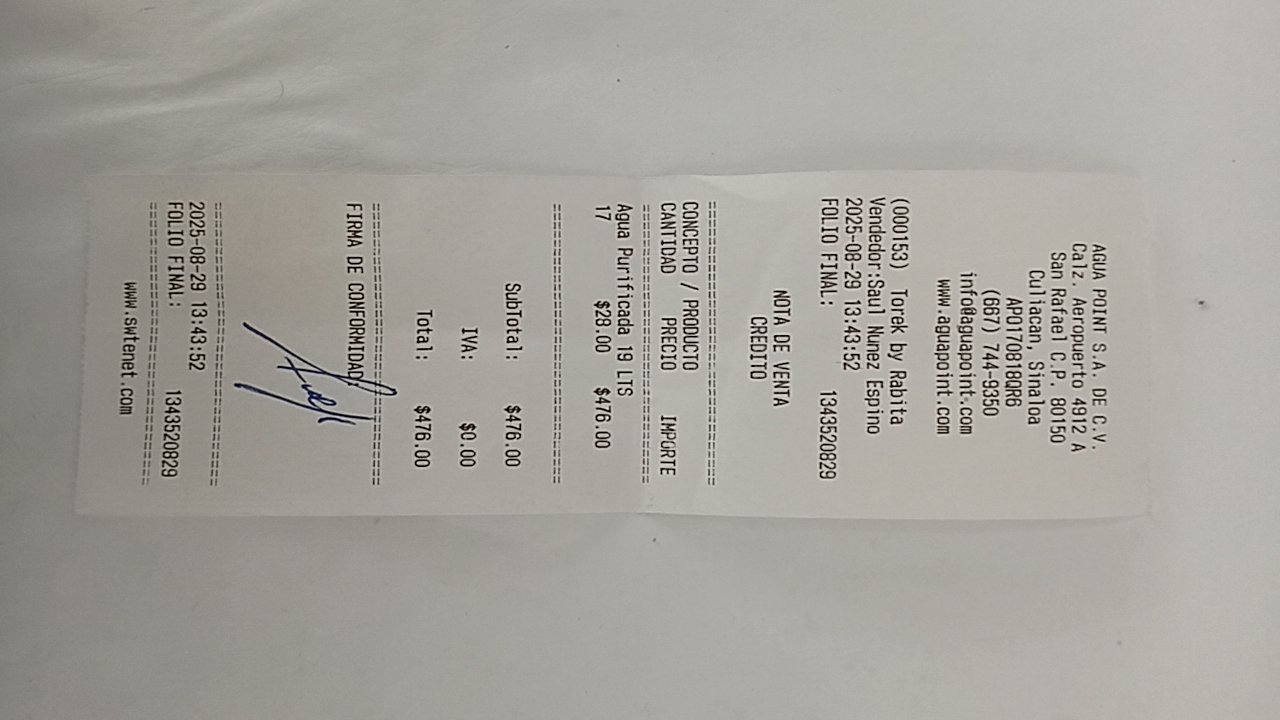 AGUA POINT S.A. DE C.V.
Calz. Aeropuerto 4912 A
San Rafael C.P. 80150
Culiacan, Sinaloa
APO170818QR6
(667) 744-9350
info@aguapoint.com
www.aguapoint.com
(000153) Torek by Rabita
Vendedor:Saul Nunez Espino
2025-08-29 13:43:52
FOLIO FINAL: 1343520829
NOTA DE VENTA
CREDITO
CONCEPTO / PRODUCTO
CANTIDAD PRECIO IMPORTE
Agua Purificada 19 LTS
17 $28.00 $476.00
SubTotal: $476.00
IVA: $0.00
Total: $476.00
FIRMA DE CONFORMIDAD:
2025-08-29 13:43:52
FOLIO FINAL: 1343520829
www.swtenet.com